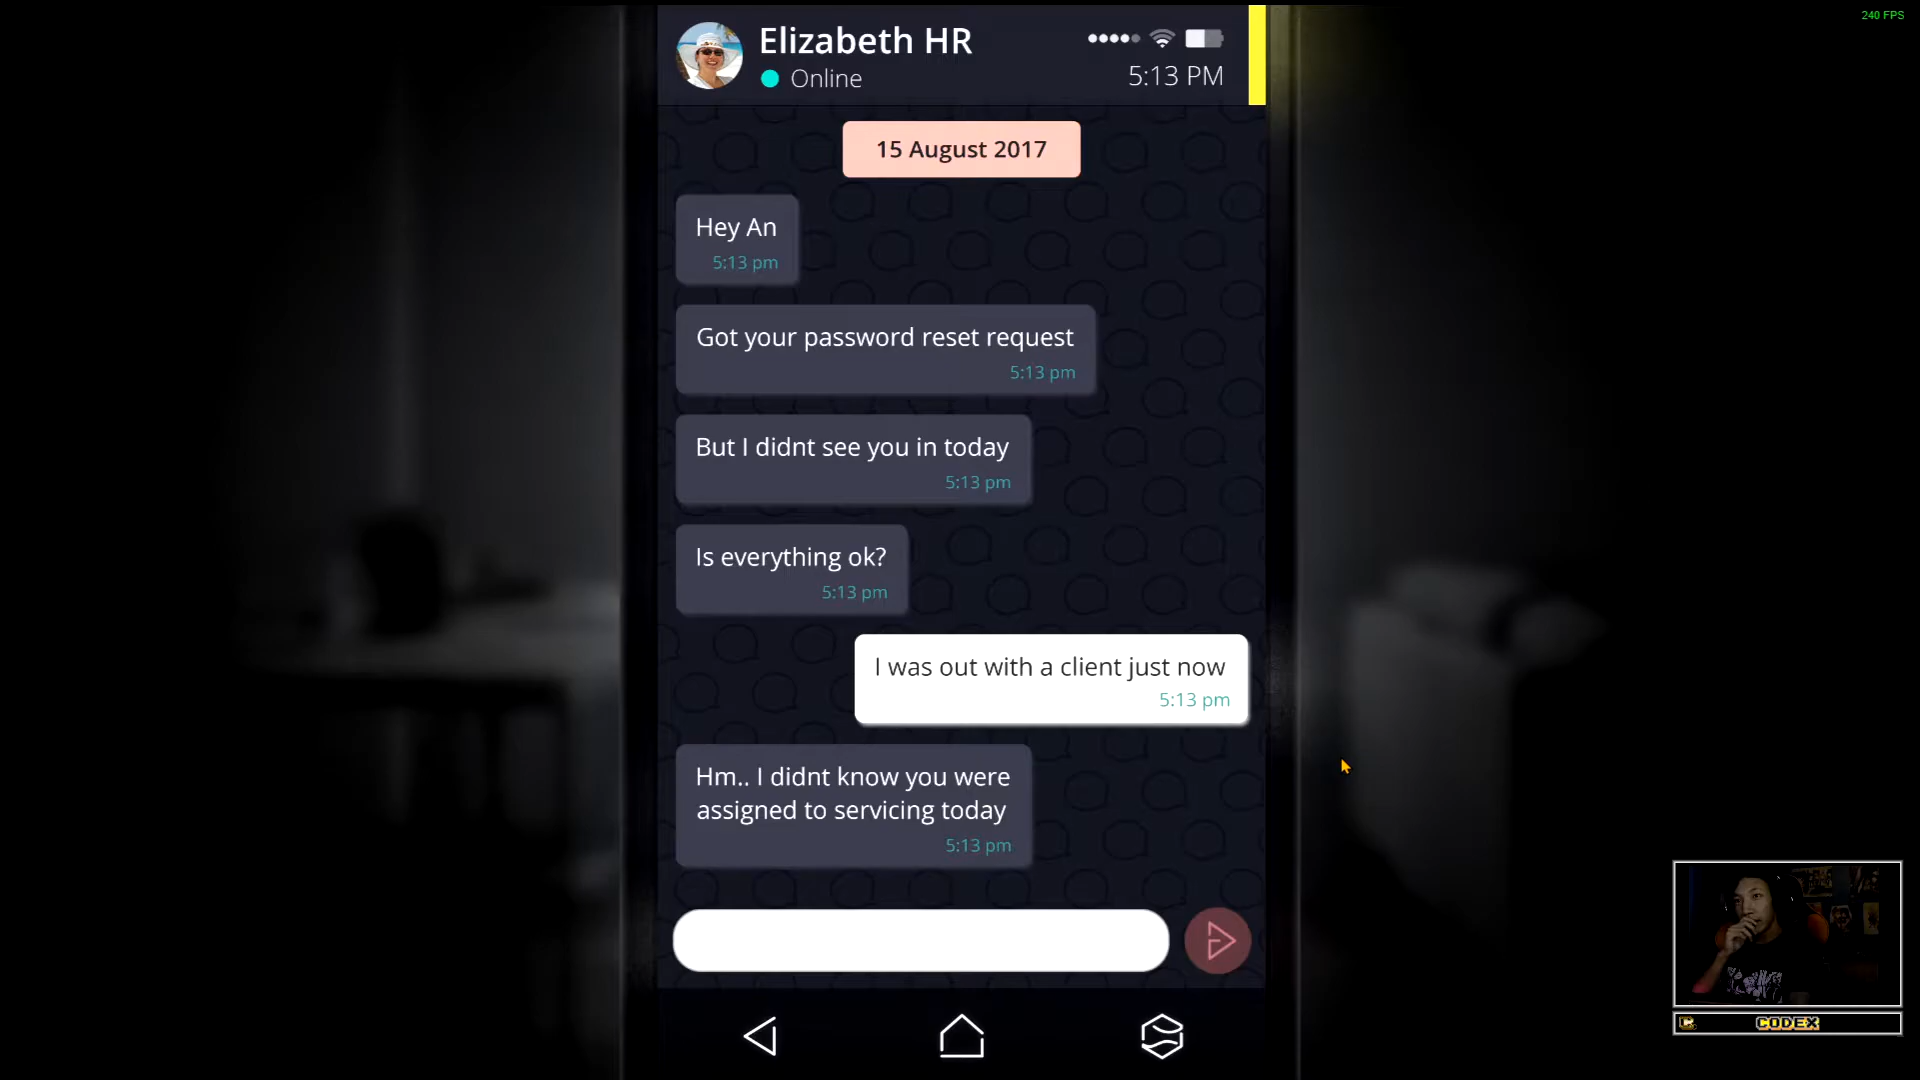 240 FPS
Elizabeth HR
Online
5:13 PM
15 August 2017
Hey An
5:13 pm
Got your password reset request
5:13 pm
But I didnt see you in today
5:13 pm
Is everything ok?
5:13 pm
I was out with a client just now
5:13 pm
Hm.. I didnt know you were
assigned to servicing today
5:13 pm
CODEX